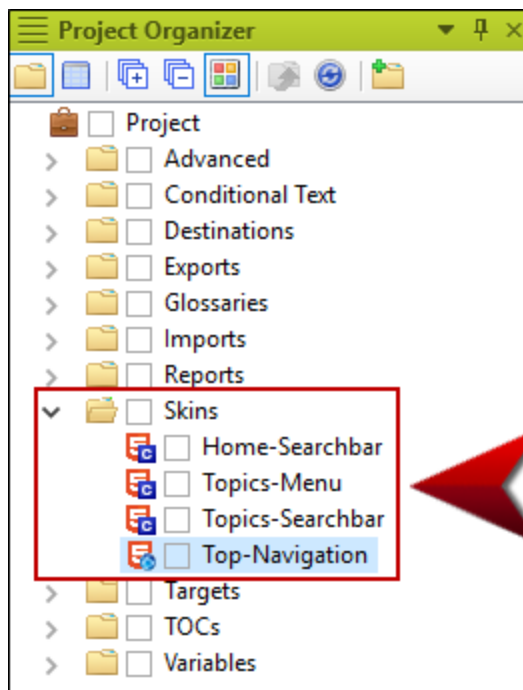 Project Organizer
Project
Advanced
Conditional Text
Destinations
Exports
Glossaries
Imports
Reports
Skins
Home-Searchbar
Topics-Menu
Topics-Searchbar
Top-Navigation
Targets
TOCs
Variables